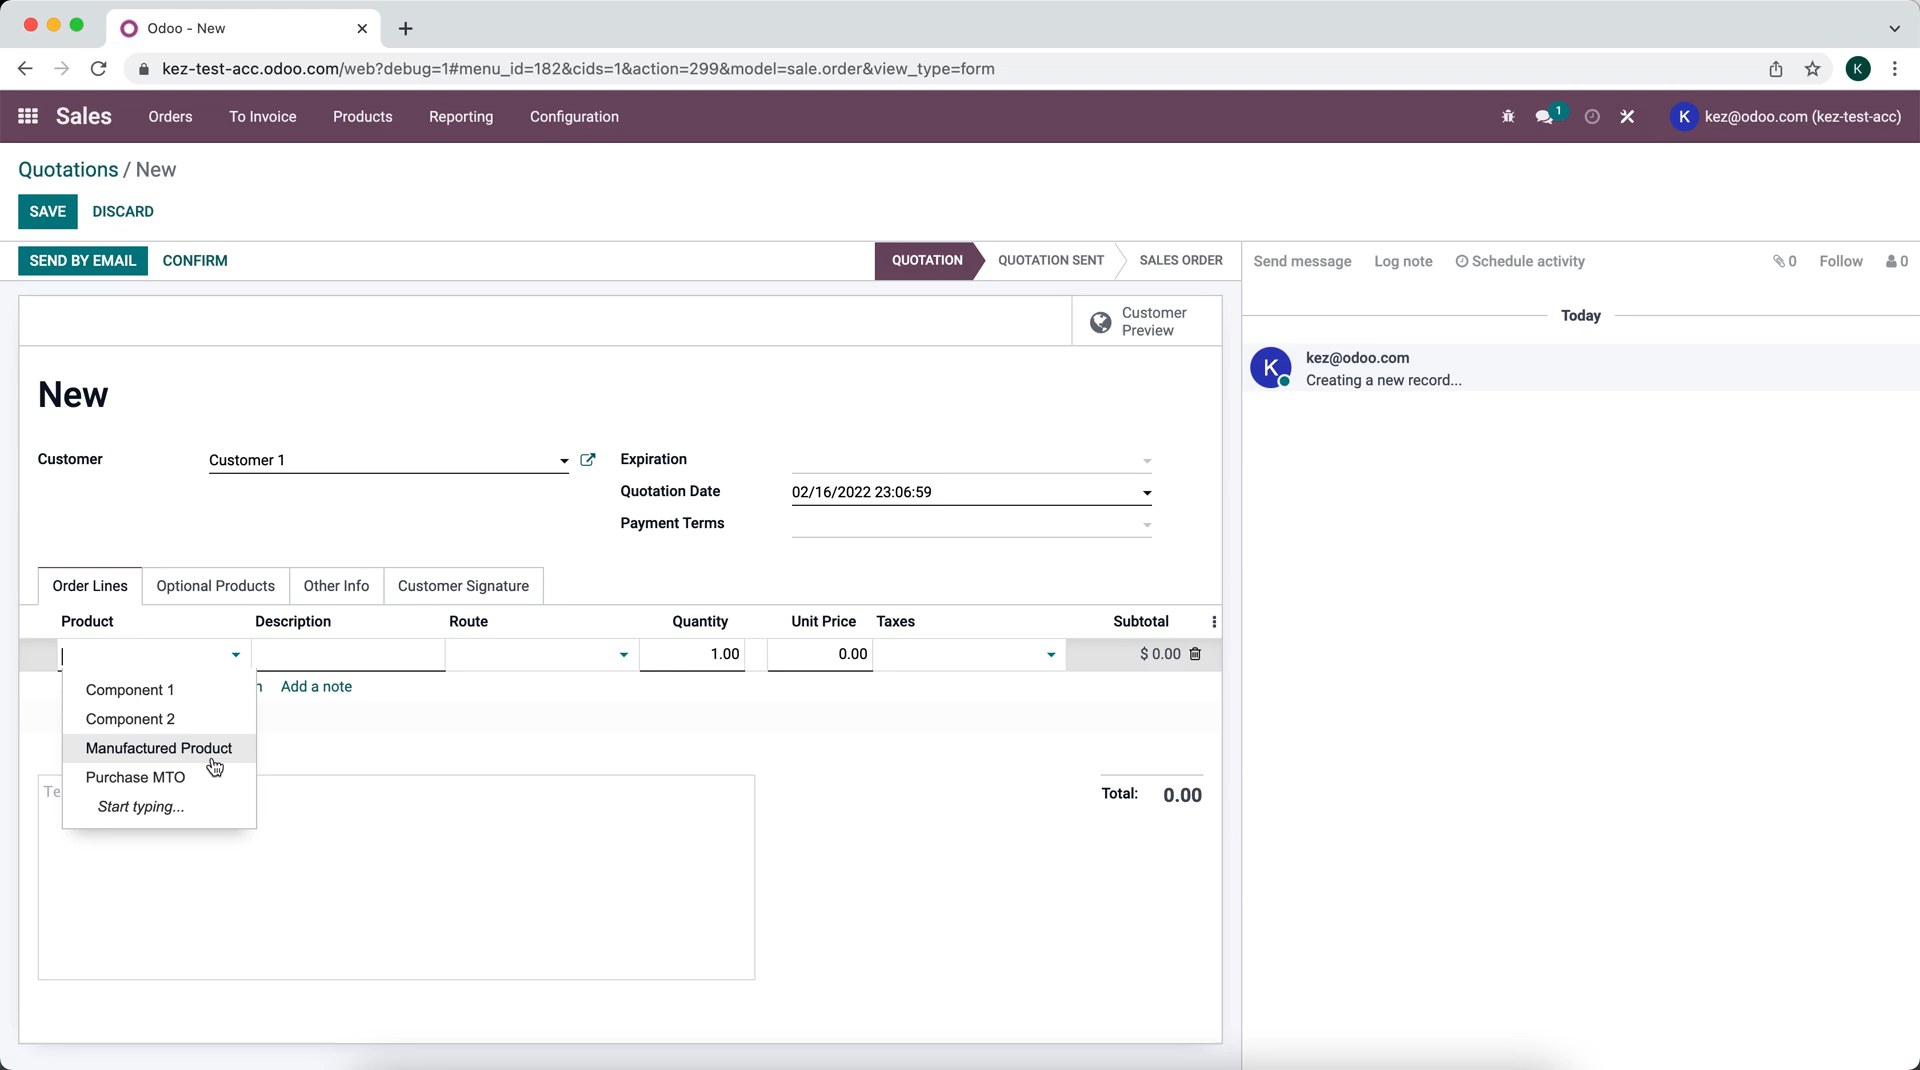 Odoo - New
kez-test-acc.odoo.com/web?debug=1#menu_id=182&cids=1&action=299&model=sale.order&view_type=form
K
Sales Orders To Invoice Products Reporting Configuration
1
K kez@odoo.com (kez-test-acc)
Quotations / New
SAVE DISCARD
SEND BY EMAIL CONFIRM
QUOTATION QUOTATION SENT SALES ORDER
Send message Log note Schedule activity 0 Follow 0
Customer
Preview
Today
K
kez@odoo.com
Creating a new record...
New
Customer Customer 1
Expiration
Quotation Date 02/16/2022 23:06:59
Payment Terms
Order Lines Optional Products Other Info Customer Signature
Product Description Route Quantity Unit Price Taxes Subtotal
1.00 0.00 $ 0.00
Component 1
n Add a note
Component 2
Manufactured Product
Purchase MTO
Start typing...
Te
Total: 0.00